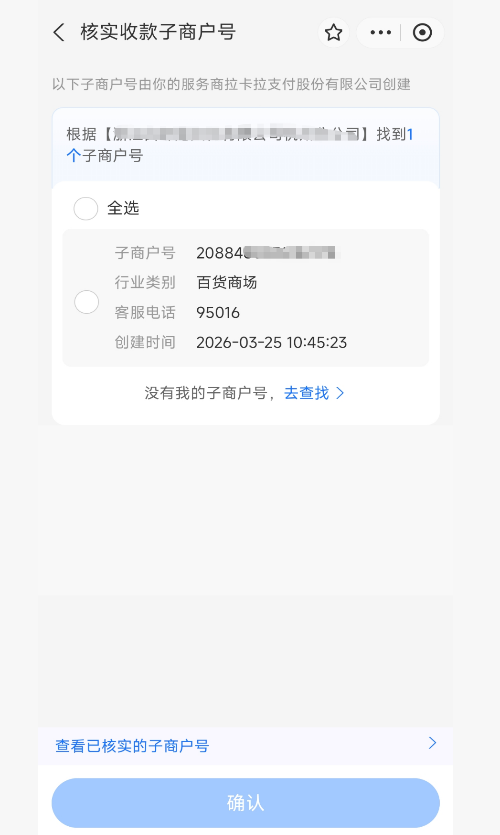 核实收款子商户号
以下子商户号由你的服务商拉卡拉支付股份有限公司创建
根据【公司】找到1
个子商户号
全选
子商户号 20884
行业类别 百货商场
客服电话 95016
创建时间 2026-03-25 10:45:23
没有我的子商户号，去查找
查看已核实的子商户号
确认